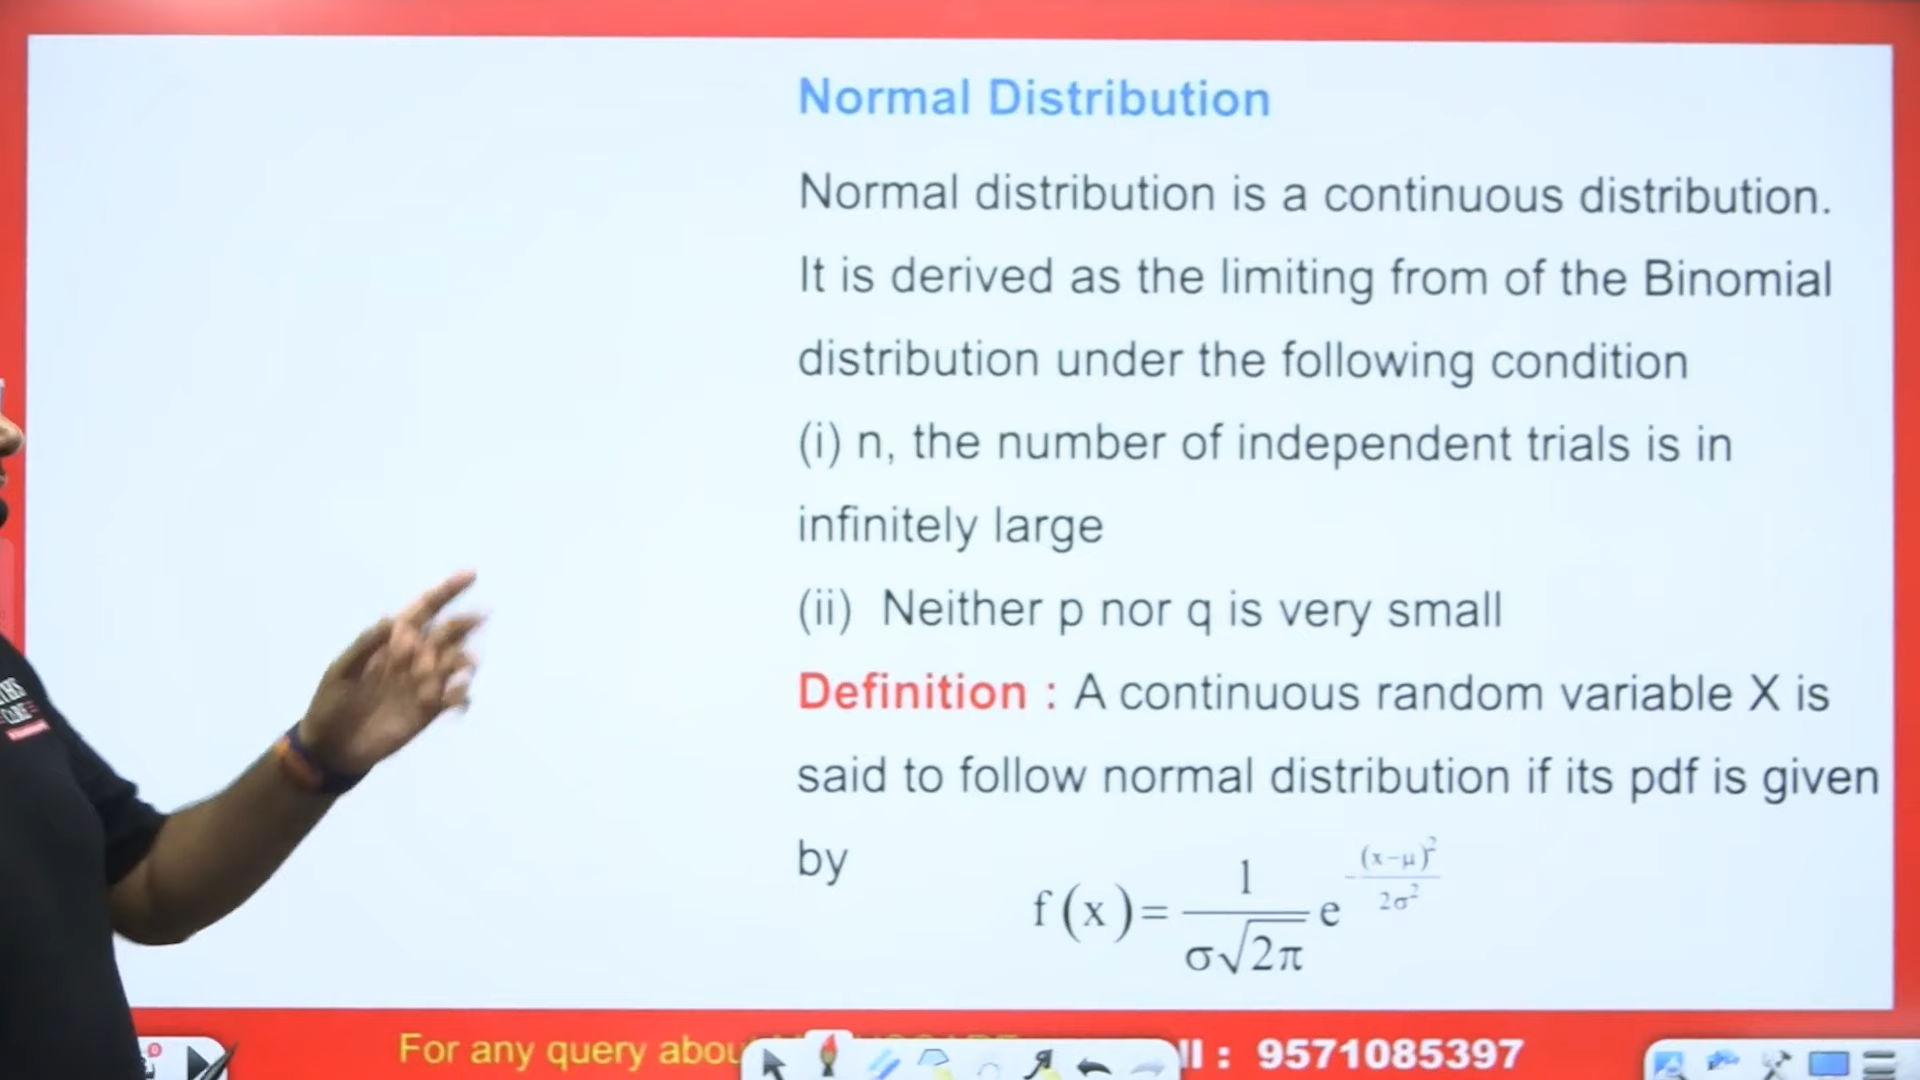 Normal Distribution
Normal distribution is a continuous distribution.
It is derived as the limiting from of the Binomial
distribution under the following condition
(i) n, the number of independent trials is in
infinitely large
(ii) Neither p nor q is very small
Definition : A continuous random variable X is
said to follow normal distribution if its pdf is given
by
f(x) = 1/(σ√2π) e^(-(x-μ)²/(2σ²))
For any query abou
ll : 9571085397